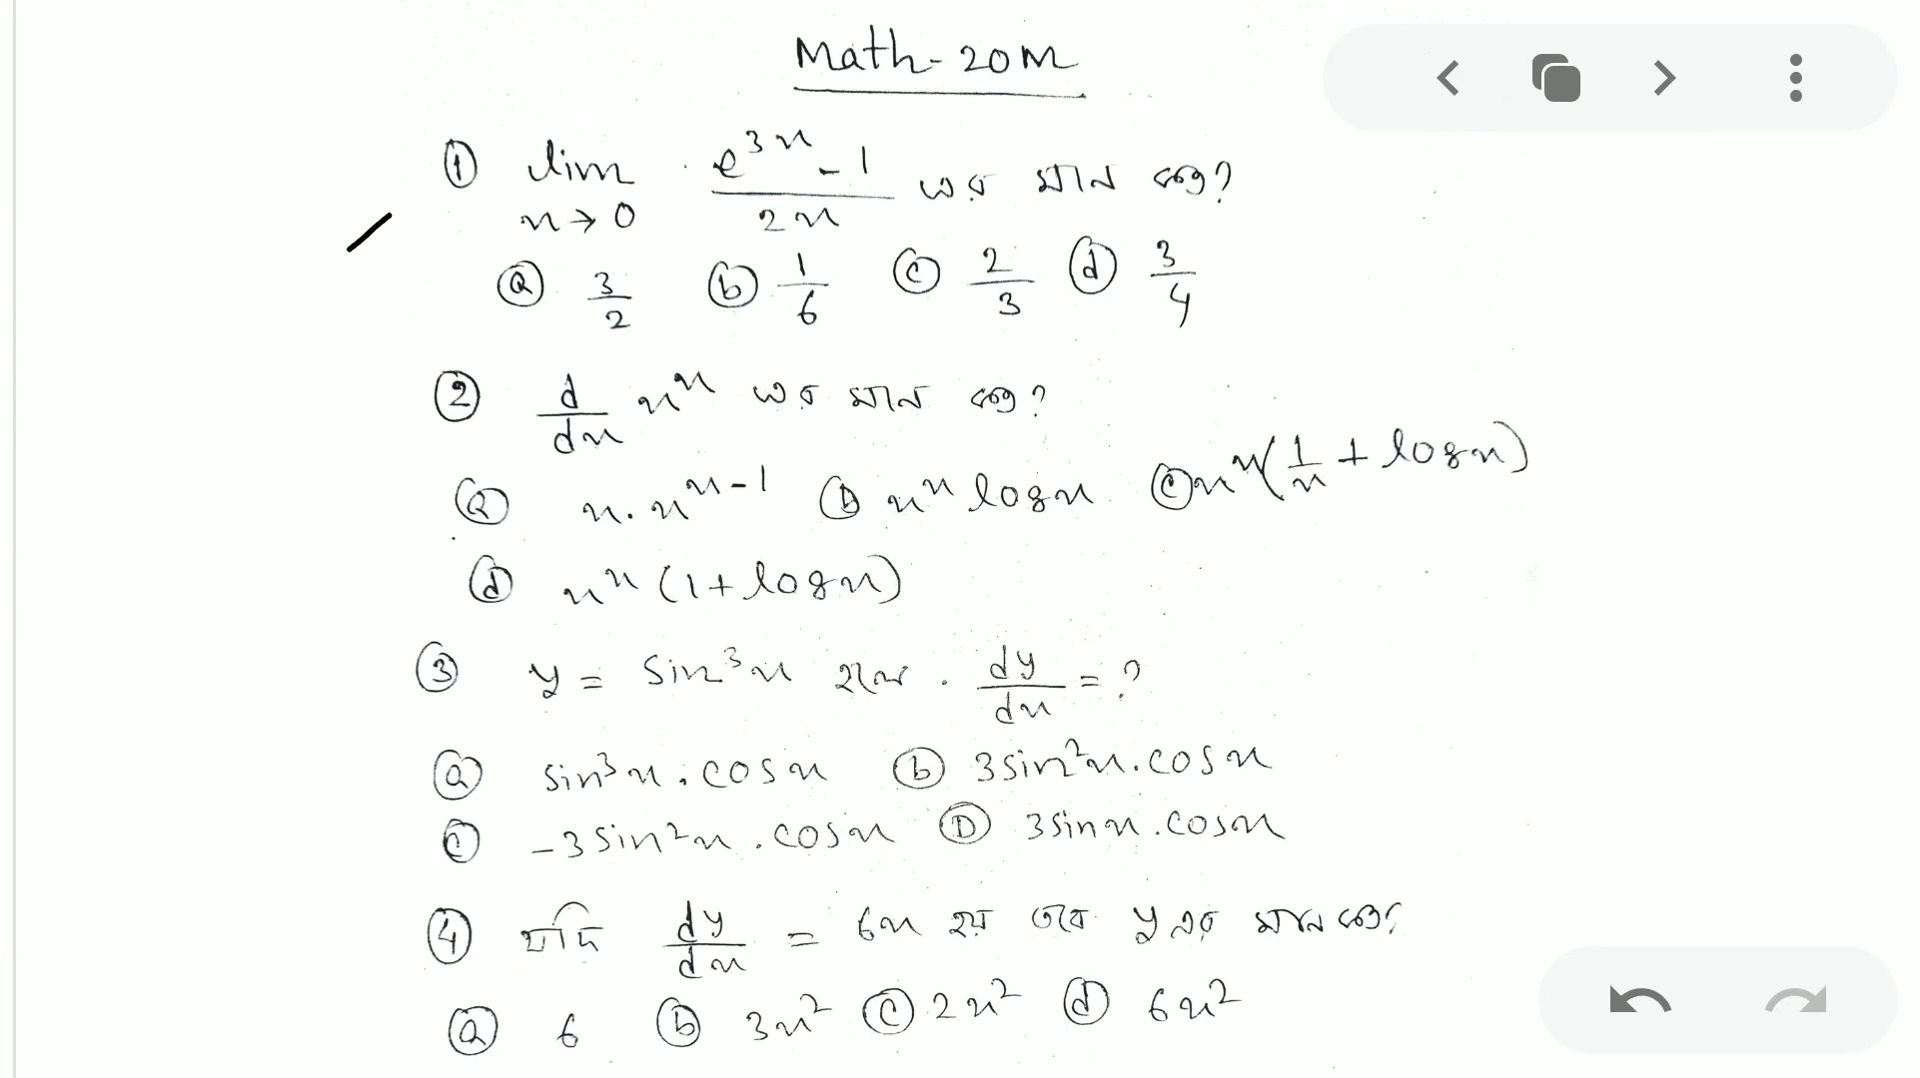 Math - 20M
① lim x→0 (e^{3x} - 1)/(2x) এর মান কত?
ⓐ 3/2 ⓑ 1/6 ⓒ 2/3 ⓓ 3/4
② d/dx x^x এর মান কত?
ⓐ x.x^{x-1} ⓑ x^x logx ⓒ x^x(1/x + logx)
ⓓ x^x (1+logx)
③ y = sin³x হলে . dy/dx = ?
ⓐ sin³x . cosx ⓑ 3sin²x.cosx
ⓒ -3sin²x . cosx Ⓓ 3sinx.cosx
④ যদি dy/dx = 6x হয় তবে y এর মান কত?
ⓐ 6 ⓑ 3x² ⓒ 2x² ⓓ 6x²